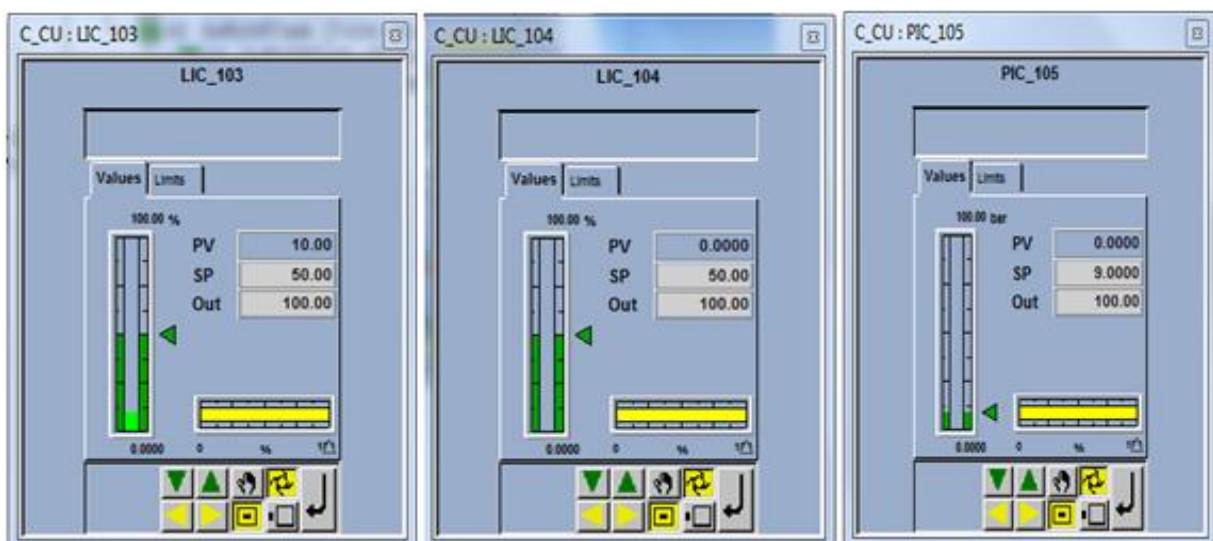 C_CU : LIC_103
LIC_103
Values Limits
100.00 %
PV 10.00
SP 50.00
Out 100.00
0.0000 0 %
C_CU : LIC_104
LIC_104
Values Limits
100.00 %
PV 0.0000
SP 50.00
Out 100.00
0.0000 0 %
C_CU : PIC_105
PIC_105
Values Limits
100.00 bar
PV 0.0000
SP 9.0000
Out 100.00
0.0000 0 %